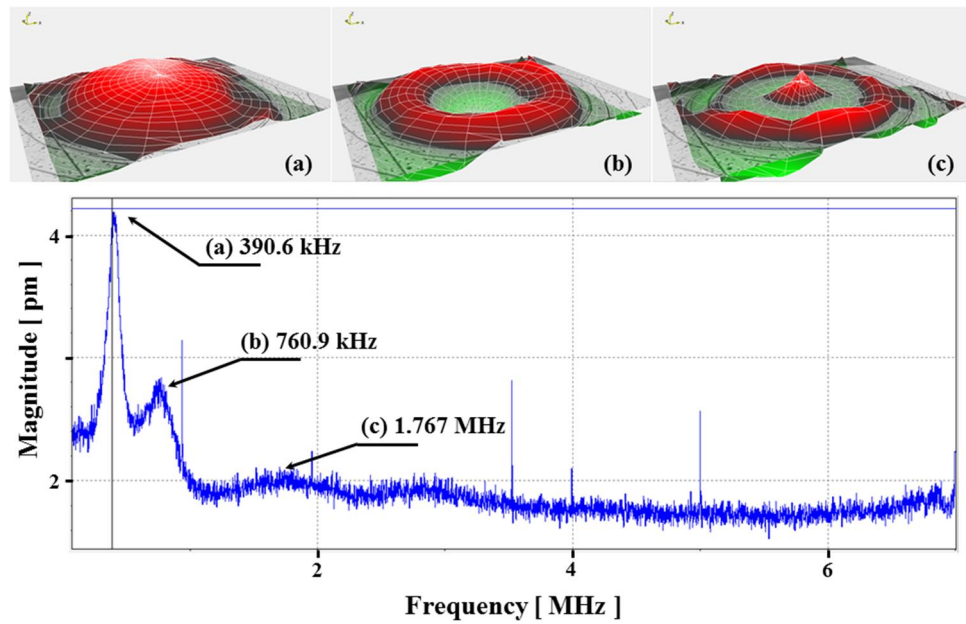 (a)
(b)
(c)
(a) 390.6 kHz
(b) 760.9 kHz
(c) 1.767 MHz
Magnitude [ pm ]
4
2
2
4
6
Frequency [ MHz ]